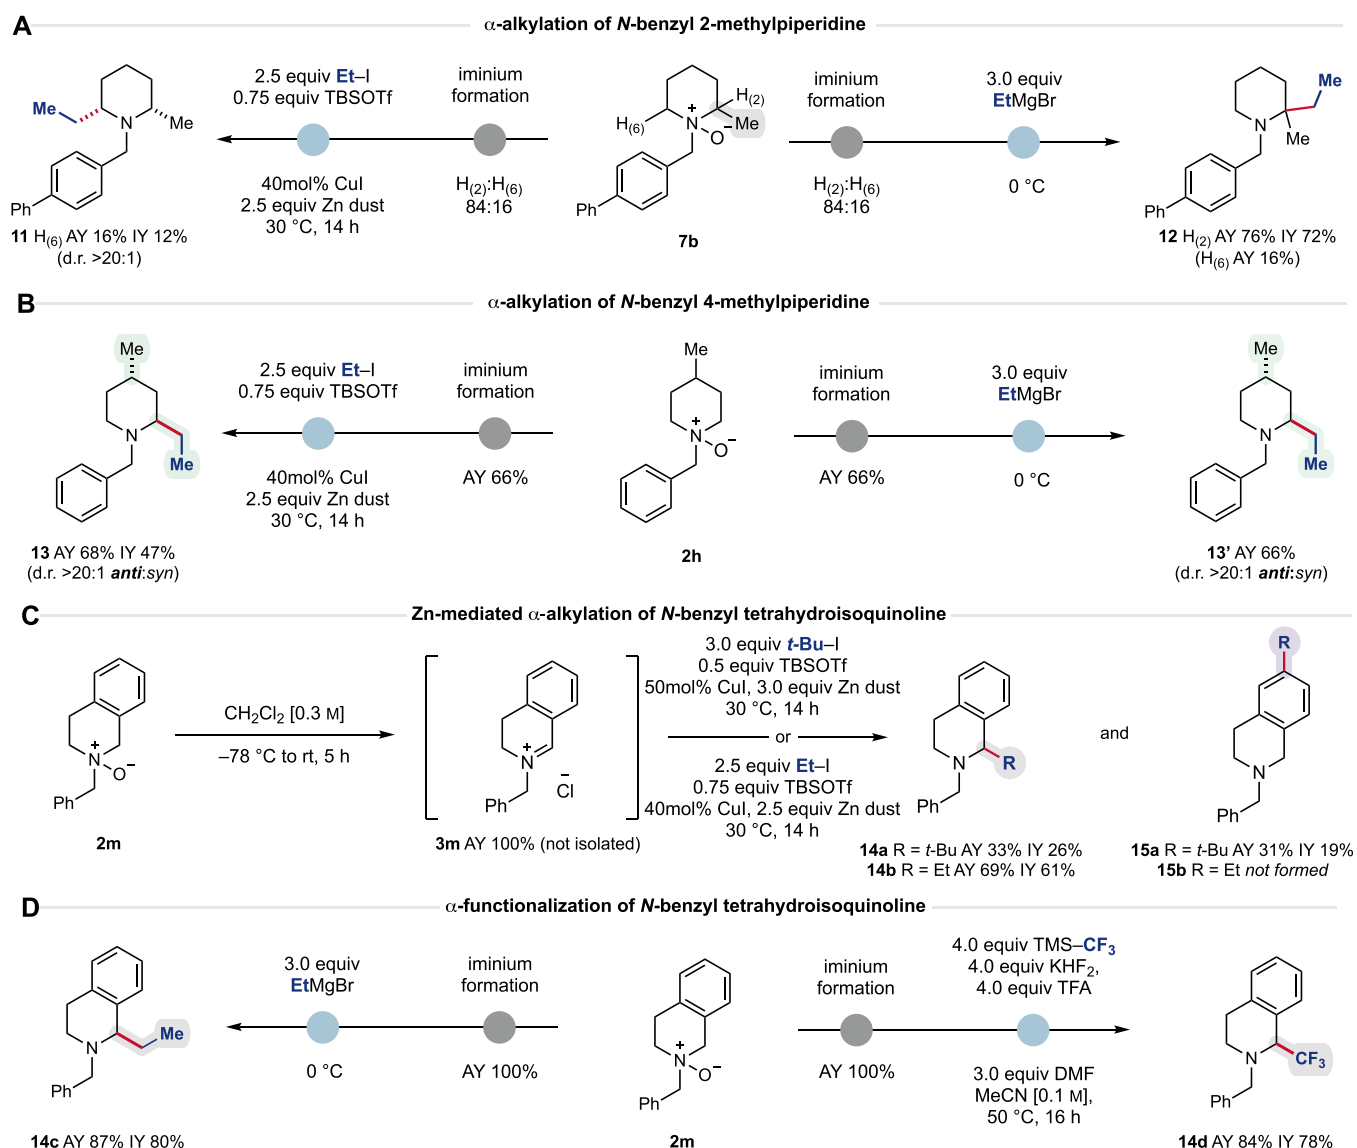 A
α-alkylation of N-benzyl 2-methylpiperidine
Me
N
Me
Ph
11 H(6) AY 16% IY 12%
(d.r. >20:1)
2.5 equiv Et–I
0.75 equiv TBSOTf
40mol% CuI
2.5 equiv Zn dust
30 °C, 14 h
iminium
formation
H(2):H(6)
84:16
H(2)
H(6)
N+
O−
Me
Ph
7b
iminium
formation
H(2):H(6)
84:16
3.0 equiv
EtMgBr
0 °C
Me
N
Me
Ph
12 H(2) AY 76% IY 72%
(H(6) AY 16%)
B
α-alkylation of N-benzyl 4-methylpiperidine
Me
N
Me
13 AY 68% IY 47%
(d.r. >20:1 anti:syn)
2.5 equiv Et–I
0.75 equiv TBSOTf
40mol% CuI
2.5 equiv Zn dust
30 °C, 14 h
iminium
formation
AY 66%
Me
N+
O−
2h
iminium
formation
AY 66%
3.0 equiv
EtMgBr
0 °C
Me
N
Me
13' AY 66%
(d.r. >20:1 anti:syn)
C
Zn-mediated α-alkylation of N-benzyl tetrahydroisoquinoline
N+
O−
Ph
2m
CH2Cl2 [0.3 M]
–78 °C to rt, 5 h
N+
Ph
Cl−
3m AY 100% (not isolated)
3.0 equiv t-Bu–I
0.5 equiv TBSOTf
50mol% CuI, 3.0 equiv Zn dust
30 °C, 14 h
or
2.5 equiv Et–I
0.75 equiv TBSOTf
40mol% CuI, 2.5 equiv Zn dust
30 °C, 14 h
N
R
Ph
14a R = t-Bu AY 33% IY 26%
14b R = Et AY 69% IY 61%
and
R
N
Ph
15a R = t-Bu AY 31% IY 19%
15b R = Et not formed
D
α-functionalization of N-benzyl tetrahydroisoquinoline
Me
N
Ph
14c AY 87% IY 80%
3.0 equiv
EtMgBr
0 °C
iminium
formation
AY 100%
N+
O−
Ph
2m
iminium
formation
AY 100%
4.0 equiv TMS–CF3
4.0 equiv KHF2,
4.0 equiv TFA
3.0 equiv DMF
MeCN [0.1 M],
50 °C, 16 h
N
CF3
Ph
14d AY 84% IY 78%